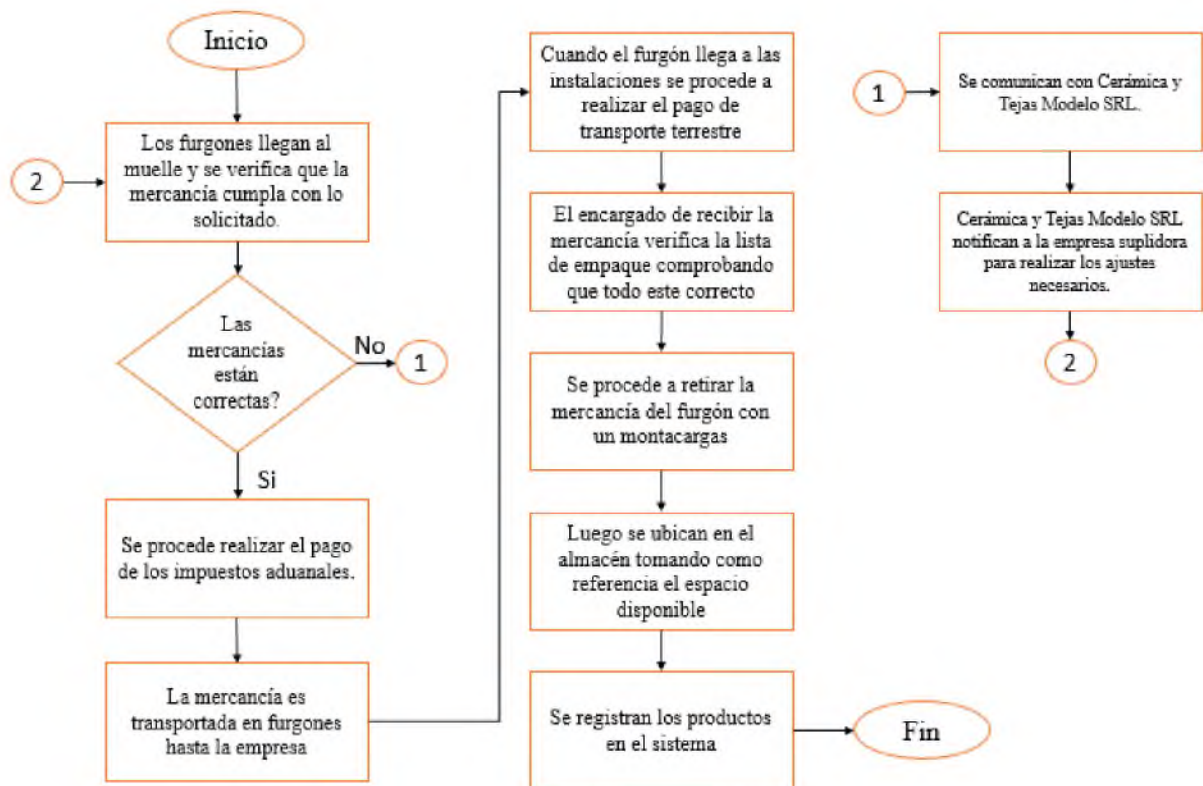 Inicio
2
Los furgones llegan al
muelle y se verifica que la
mercancía cumpla con lo
solicitado.
Las
mercancías
están
correctas?
No
1
Si
Se procede realizar el pago
de los impuestos aduanales.
La mercancía es
transportada en furgones
hasta la empresa
Cuando el furgón llega a las
instalaciones se procede a
realizar el pago de
transporte terrestre
El encargado de recibir la
mercancía verifica la lista
de empaque comprobando
que todo este correcto
Se procede a retirar la
mercancía del furgón con
un montacargas
Luego se ubican en el
almacén tomando como
referencia el espacio
disponible
Se registran los productos
en el sistema
Fin
1
Se comunican con Cerámica y
Tejas Modelo SRL.
Cerámica y Tejas Modelo SRL
notifican a la empresa suplidora
para realizar los ajustes
necesarios.
2